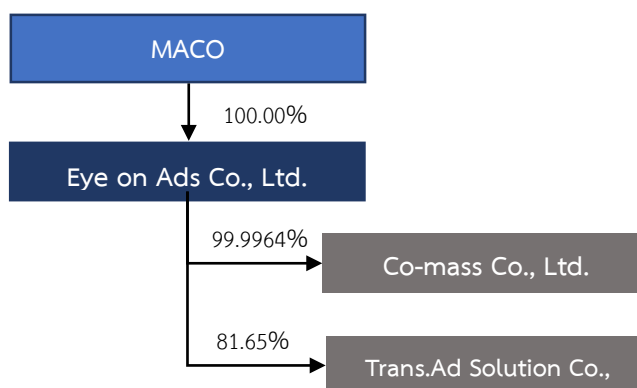 MACO
100.00%
Eye on Ads Co., Ltd.
99.9964%
Co-mass Co., Ltd.
81.65%
Trans.Ad Solution Co.,